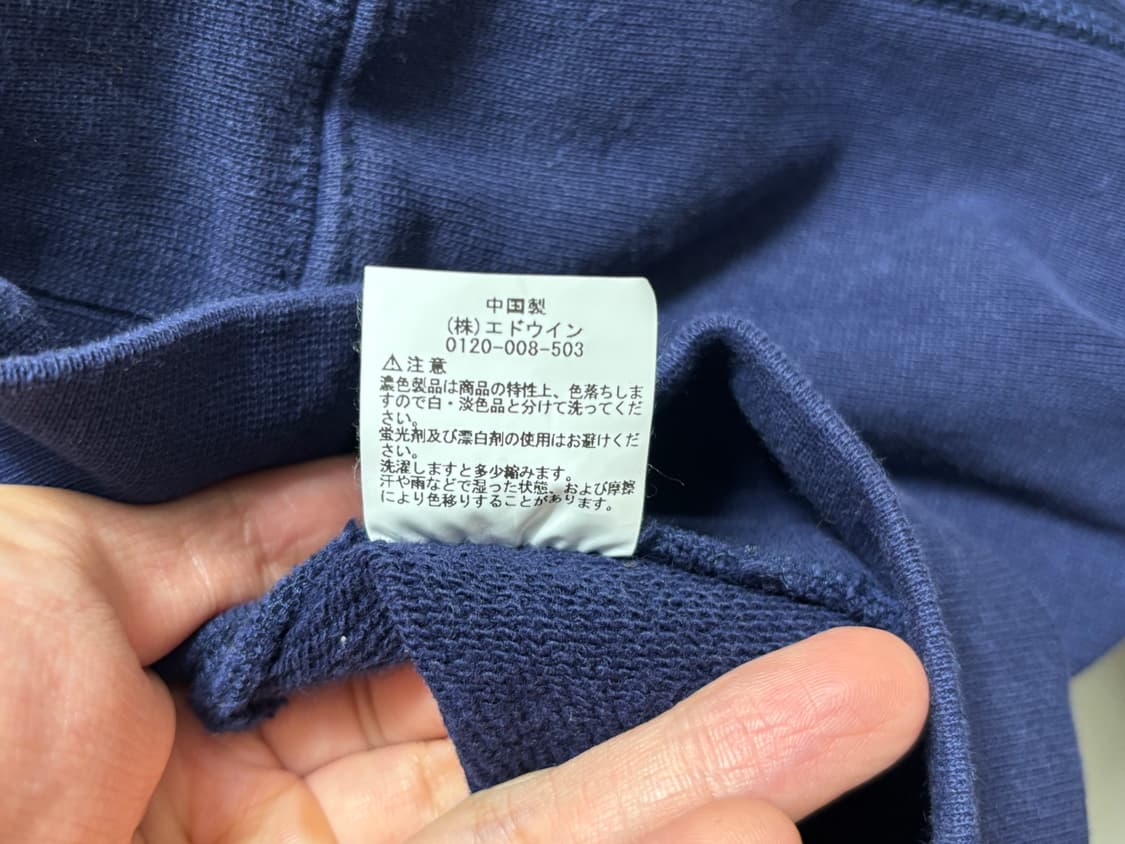 中国製
(株)エドウイン
0120-008-503
⚠注意
濃色製品は商品の特性上、色落ちしま
すので白・淡色品と分けて洗ってくだ
さい。
蛍光剤及び漂白剤の使用はお避けくだ
さい。
洗濯しますと多少縮みます。
汗や雨などで湿った状態、および摩擦
により色移りすることがあります。